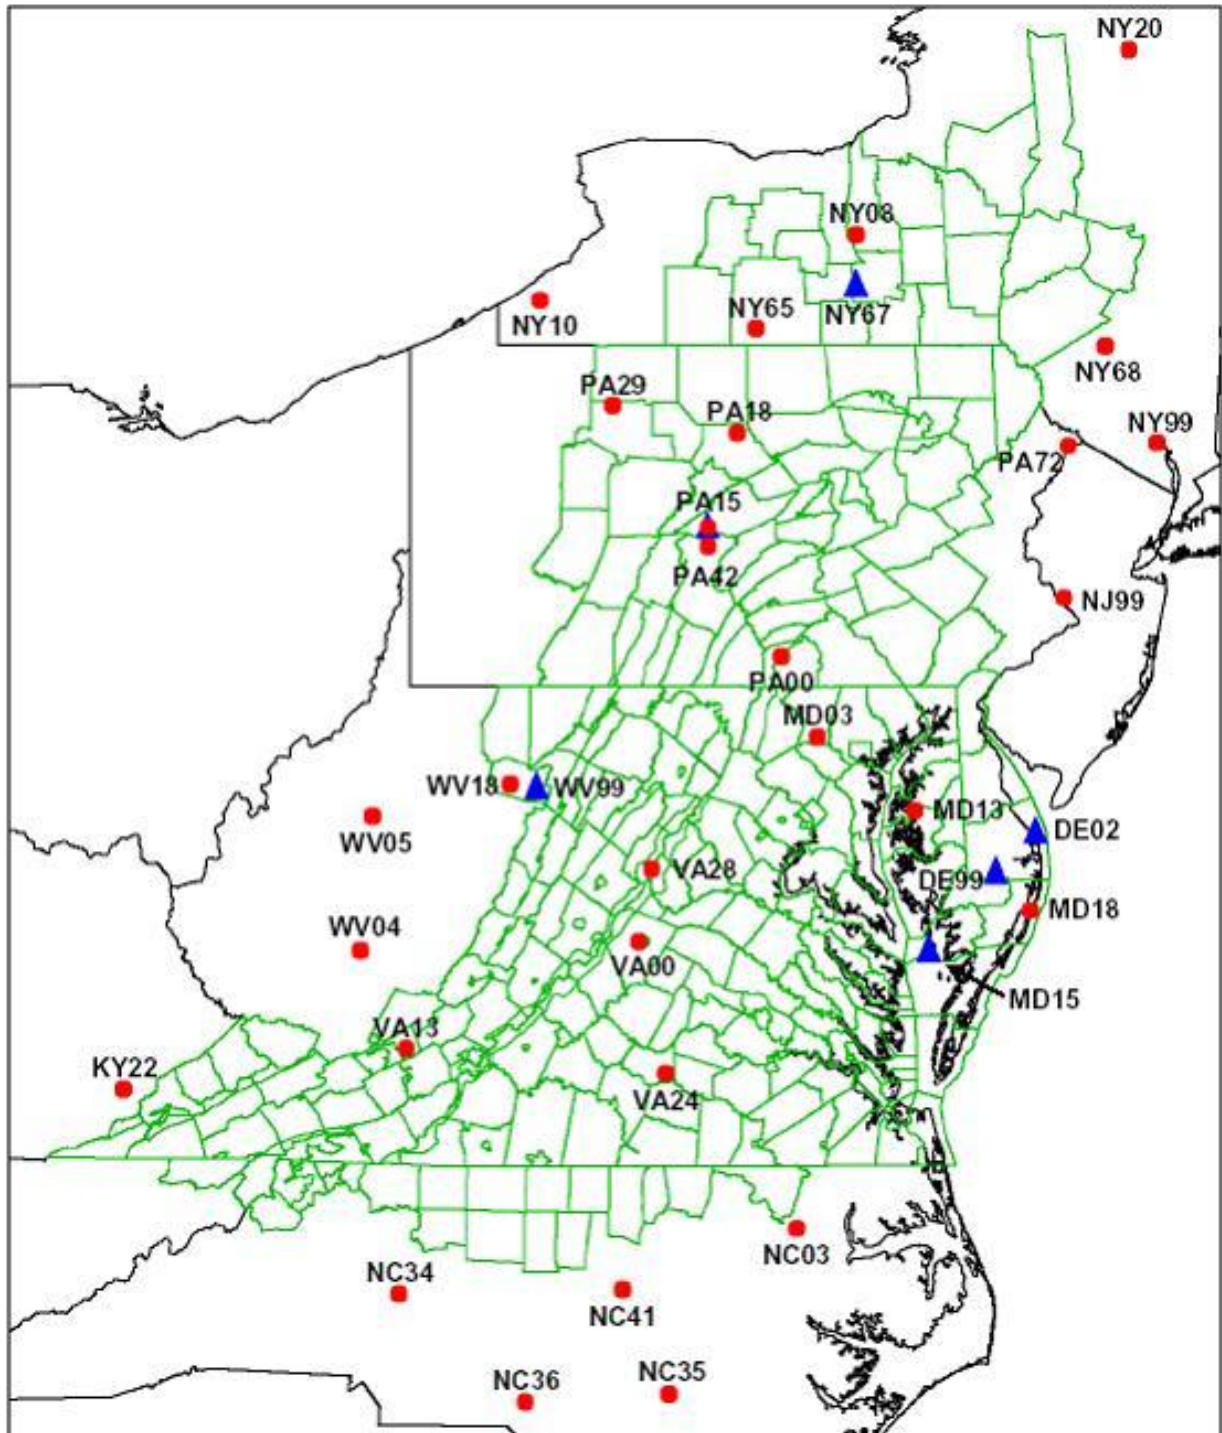 NY20
NY08
NY10
NY65
NY67
NY68
PA29
PA18
NY99
PA72
PA15
PA42
NJ99
PA00
MD03
WV18
WV99
MD13
WV05
DE02
VA28
DE99
MD18
WV04
VA00
MD15
VA13
KY22
VA24
NC03
NC34
NC41
NC35
NC36